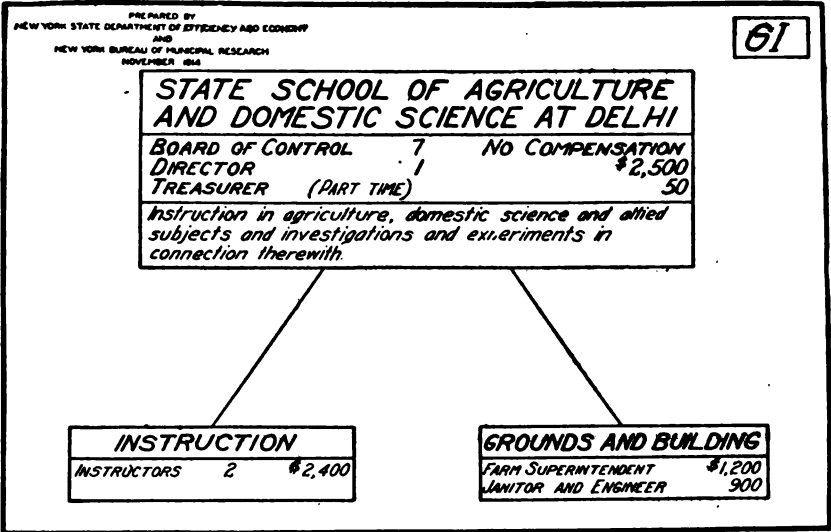 PREPARED BY
NEW YORK STATE DEPARTMENT OF EFFICIENCY AND ECONOMY
AND
NEW YORK BUREAU OF MUNICIPAL RESEARCH
NOVEMBER 1914
61
STATE SCHOOL OF AGRICULTURE
AND DOMESTIC SCIENCE AT DELHI
BOARD OF CONTROL 7 NO COMPENSATION
DIRECTOR 1 $2,500
TREASURER (PART TIME) 50
Instruction in agriculture, domestic science and allied
subjects and investigations and experiments in
connection therewith.
INSTRUCTION
INSTRUCTORS 2 $2,400
GROUNDS AND BUILDING
FARM SUPERINTENDENT $1,200
JANITOR AND ENGINEER 900